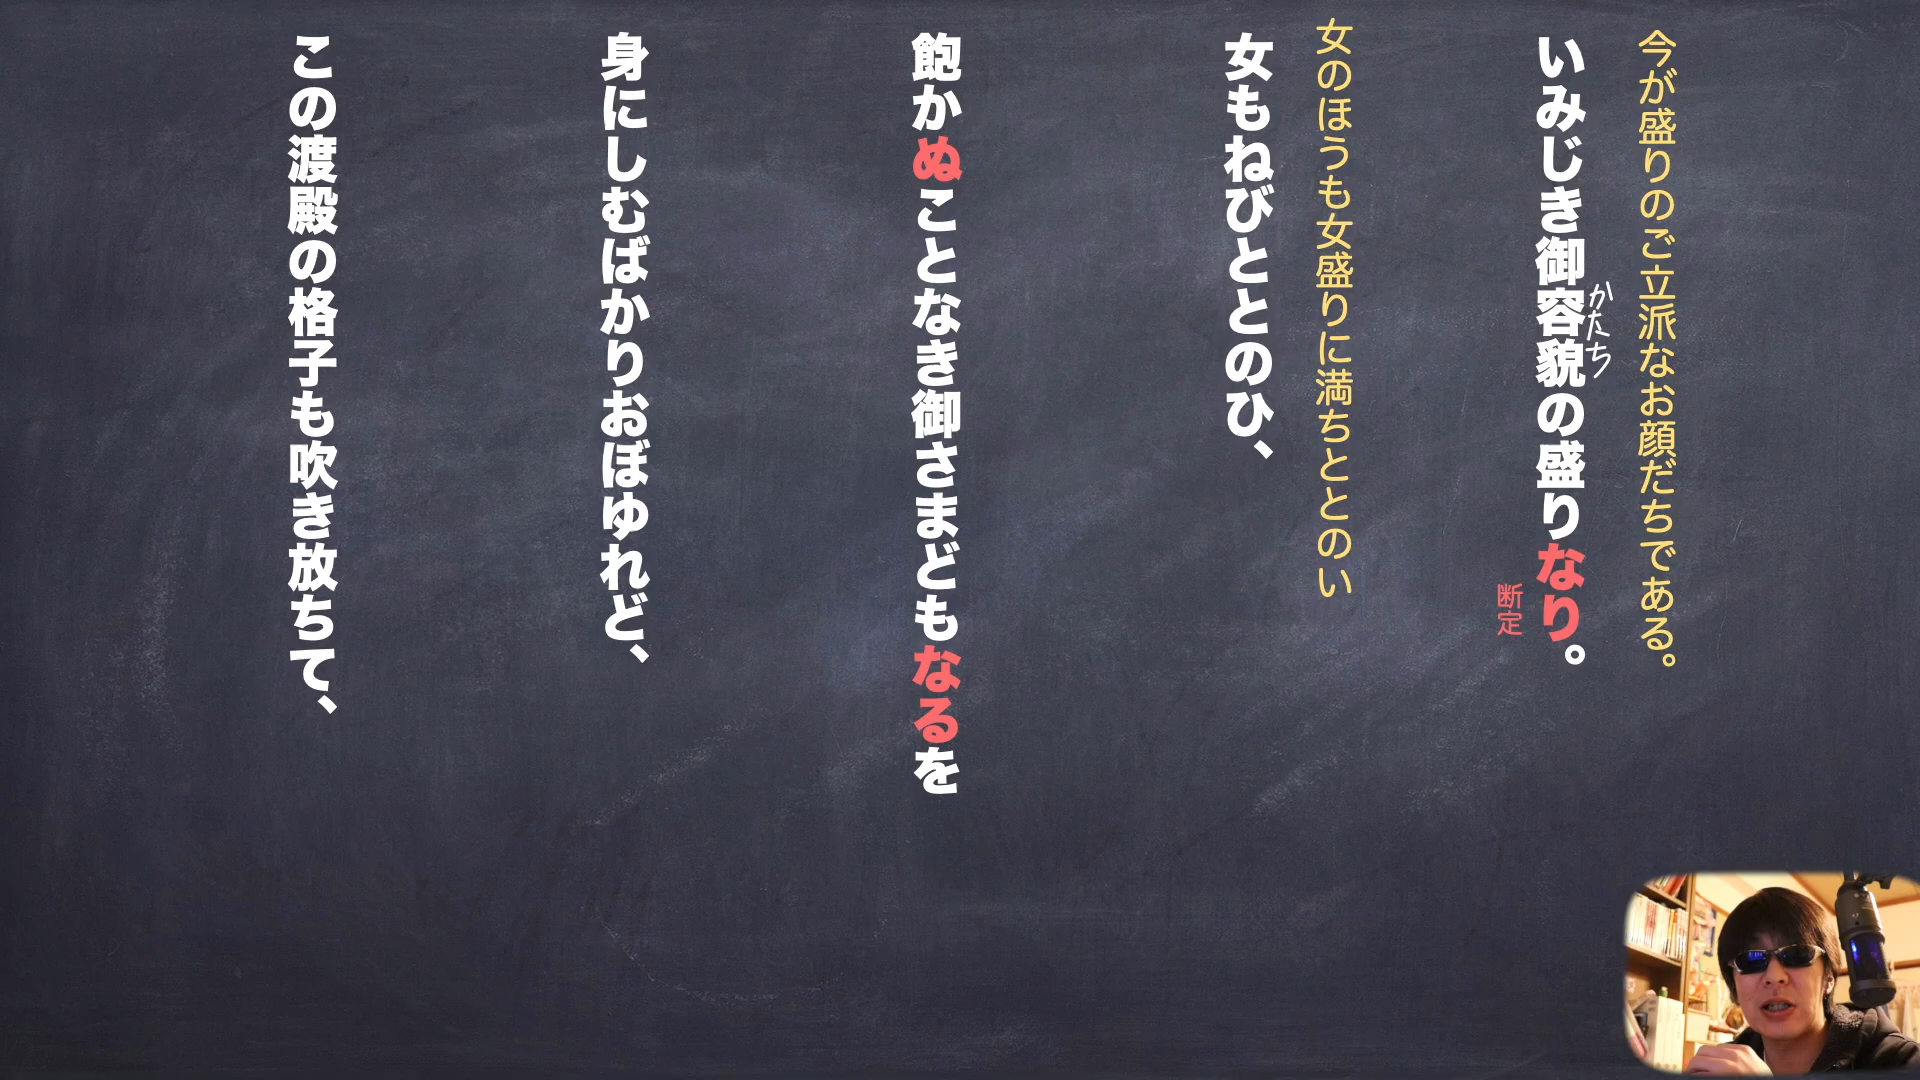 今が盛りのご立派なお顔だちである。
いみじき御容貌の盛りなり。
かたち
断定
女のほうも女盛りに満ちととのい
女もねびととのひ、
飽かぬことなき御さまどもなるを
身にしむばかりおぼゆれど、
この渡殿の格子も吹き放ちて、